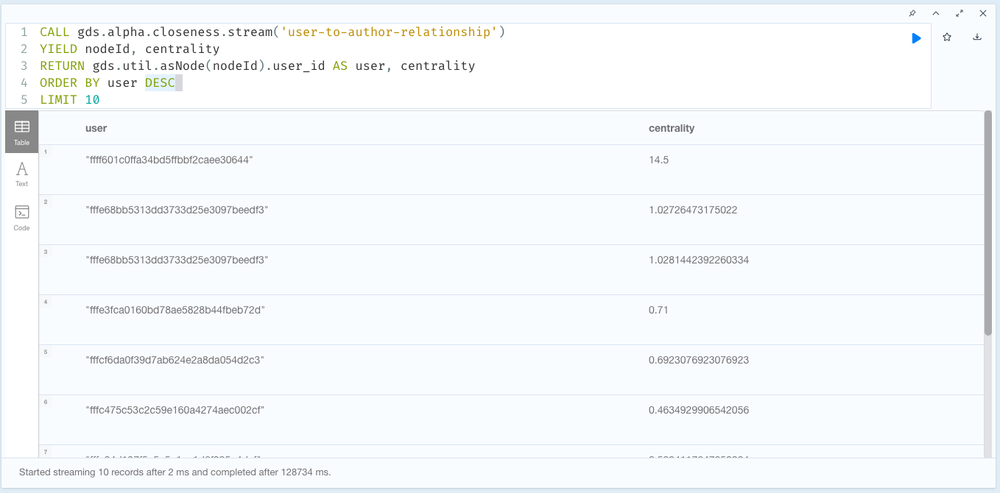 1 CALL gds.alpha.closeness.stream('user-to-author-relationship')
2 YIELD nodeId, centrality
3 RETURN gds.util.asNode(nodeId).user_id AS user, centrality
4 ORDER BY user DESC
5 LIMIT 10
Table
Text
Code
user centrality
1 "ffff601c0ffa34bd5ffbbf2caee30644" 14.5
2 "fffe68bb5313dd3733d25e3097beedf3" 1.02726473175022
3 "fffe68bb5313dd3733d25e3097beedf3" 1.0281442392260334
4 "fffe3fca0160bd78ae5828b44fbeb72d" 0.71
5 "fffcf6da0f39d7ab624e2a8da054d2c3" 0.6923076923076923
6 "fffc475c53c2c59e160a4274aec002cf" 0.4634929906542056
7
Started streaming 10 records after 2 ms and completed after 128734 ms.